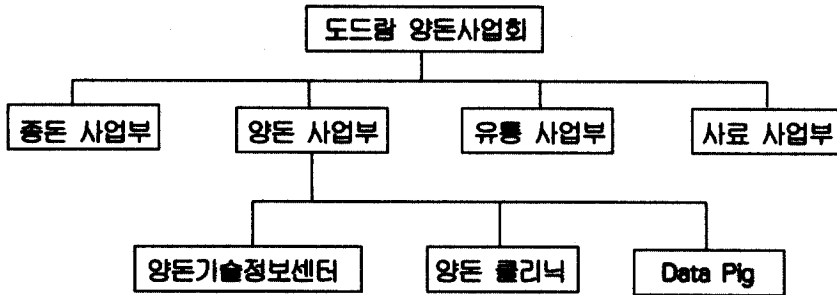 도드람 양돈사업회
종돈 사업부
양돈 사업부
유통 사업부
사료 사업부
양돈기술정보센터
양돈 클리닉
Data Pig